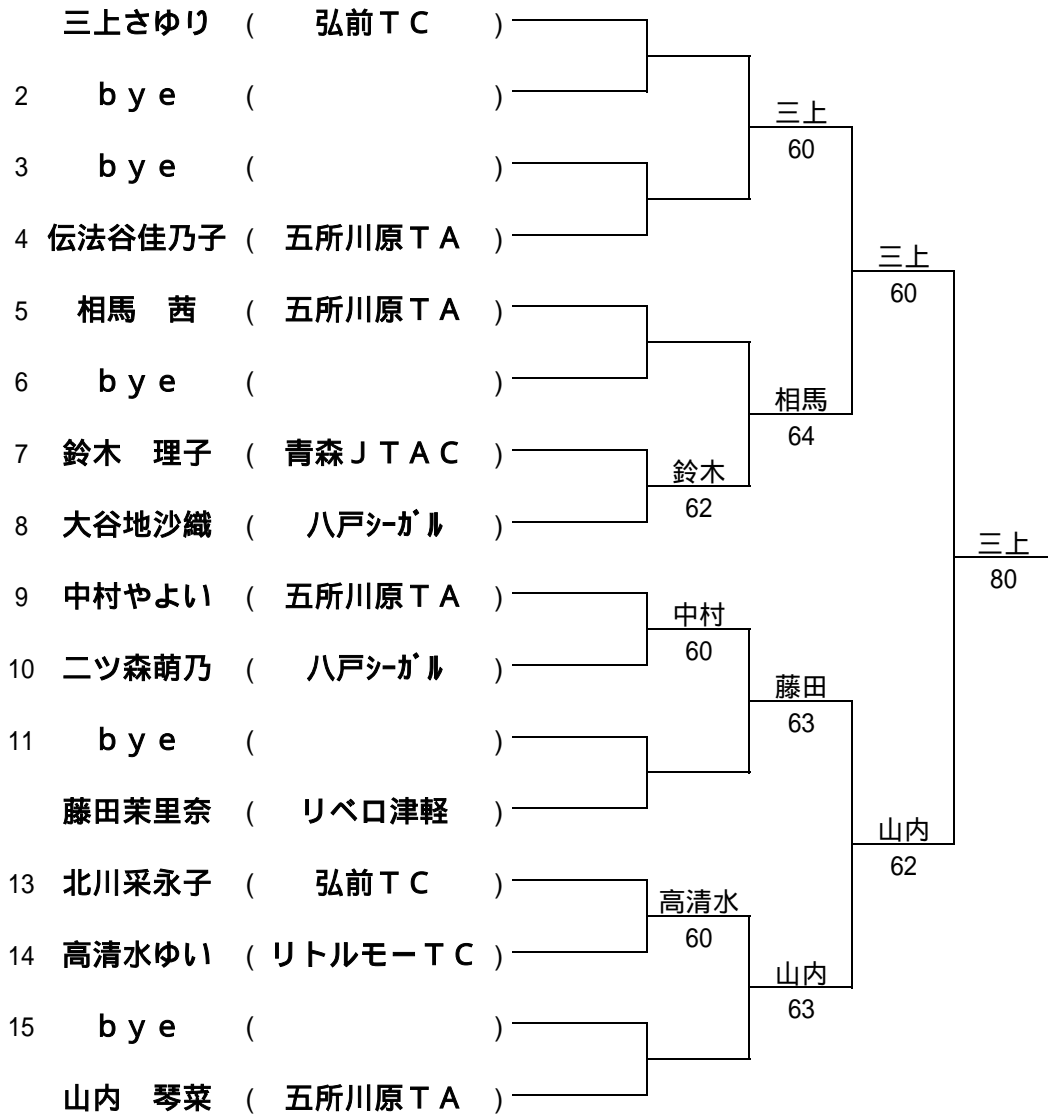 三上さゆり ( 弘前ＴＣ )
2 ｂｙｅ ( )
三上
3 ｂｙｅ ( )
60
4 伝法谷佳乃子 ( 五所川原ＴＡ )
三上
5 相馬　茜 ( 五所川原ＴＡ )
60
6 ｂｙｅ ( )
相馬
7 鈴木　理子 ( 青森ＪＴＡＣ )
64
鈴木
8 大谷地沙織 ( 八戸ｼｰｶﾞﾙ )
62
三上
9 中村やよい ( 五所川原ＴＡ )
80
中村
10 二ツ森萌乃 ( 八戸ｼｰｶﾞﾙ )
60
藤田
11 ｂｙｅ ( )
63
藤田茉里奈 ( リベロ津軽 )
山内
13 北川采永子 ( 弘前ＴＣ )
62
高清水
14 高清水ゆい ( リトルモーＴＣ )
60
山内
15 ｂｙｅ ( )
63
山内　琴菜 ( 五所川原ＴＡ )